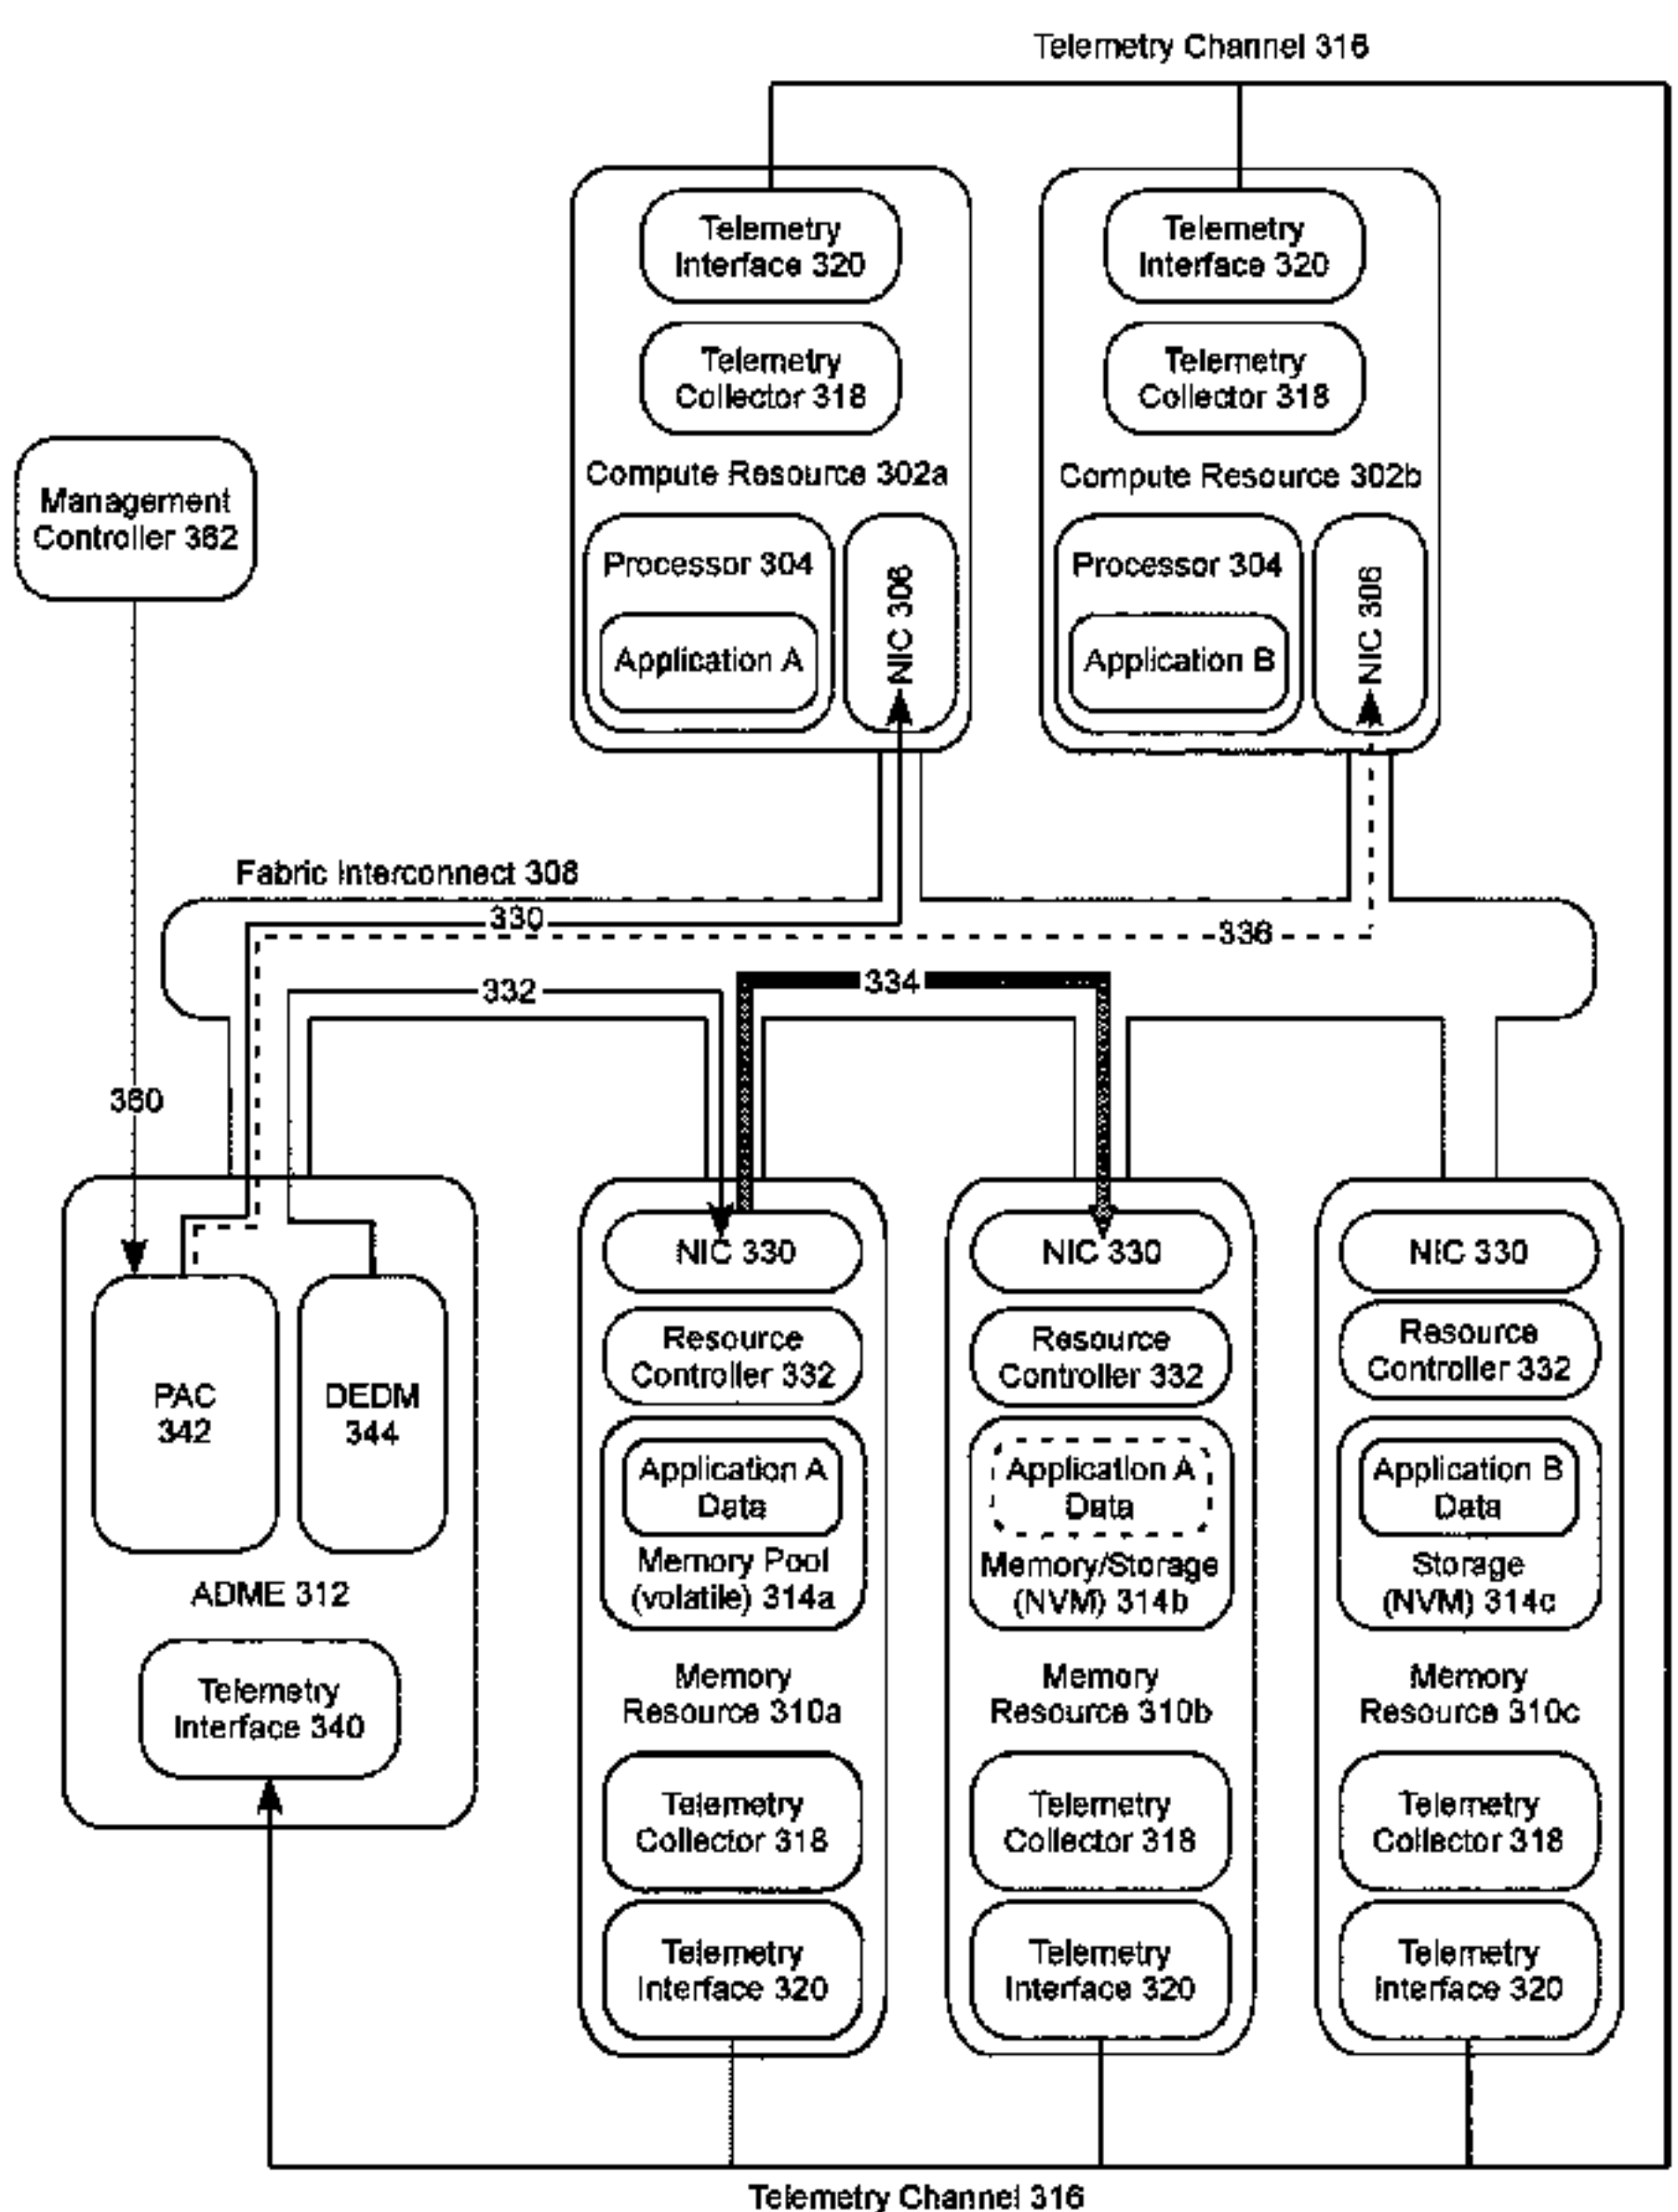 Telemetry Channel 316
Telemetry
Interface 320
Telemetry
Collector 318
Compute Resource 302a
Processor 304
Application A
NIC 306
Telemetry
Interface 320
Telemetry
Collector 318
Compute Resource 302b
Processor 304
Application B
NIC 306
Management
Controller 362
360
Fabric Interconnect 308
330
336
332
334
PAC
342
DEDM
344
ADME 312
Telemetry
Interface 340
NIC 330
Resource
Controller 332
Application A
Data
Memory Pool
(volatile) 314a
Memory
Resource 310a
Telemetry
Collector 318
Telemetry
Interface 320
NIC 330
Resource
Controller 332
Application A
Data
Memory/Storage
(NVM) 314b
Memory
Resource 310b
Telemetry
Collector 318
Telemetry
Interface 320
NIC 330
Resource
Controller 332
Application B
Data
Storage
(NVM) 314c
Memory
Resource 310c
Telemetry
Collector 318
Telemetry
Interface 320
Telemetry Channel 316